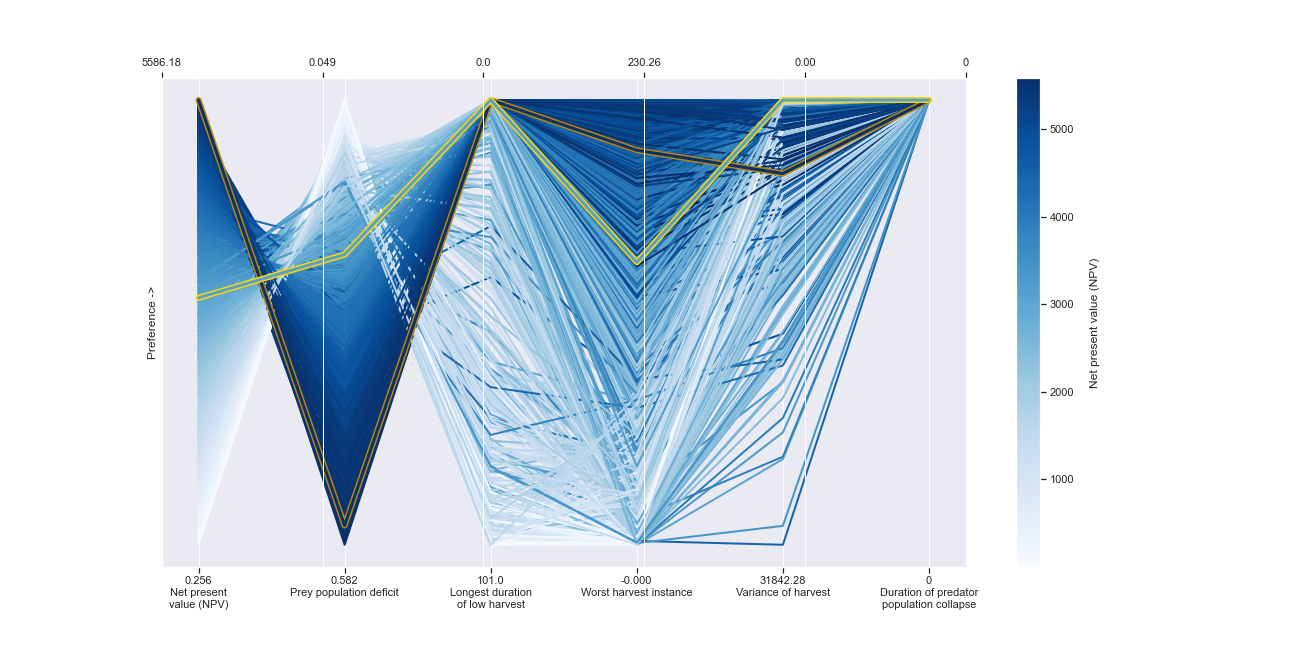 5586.18 0.049 0.0 230.26 0.00 0
Preference ->
5000
4000
3000
2000
1000
Net present value (NPV)
0.256 0.582 101.0 -0.000 31842.28 0
Net present Prey population deficit Longest duration Worst harvest instance Variance of harvest Duration of predator
value (NPV) of low harvest population collapse